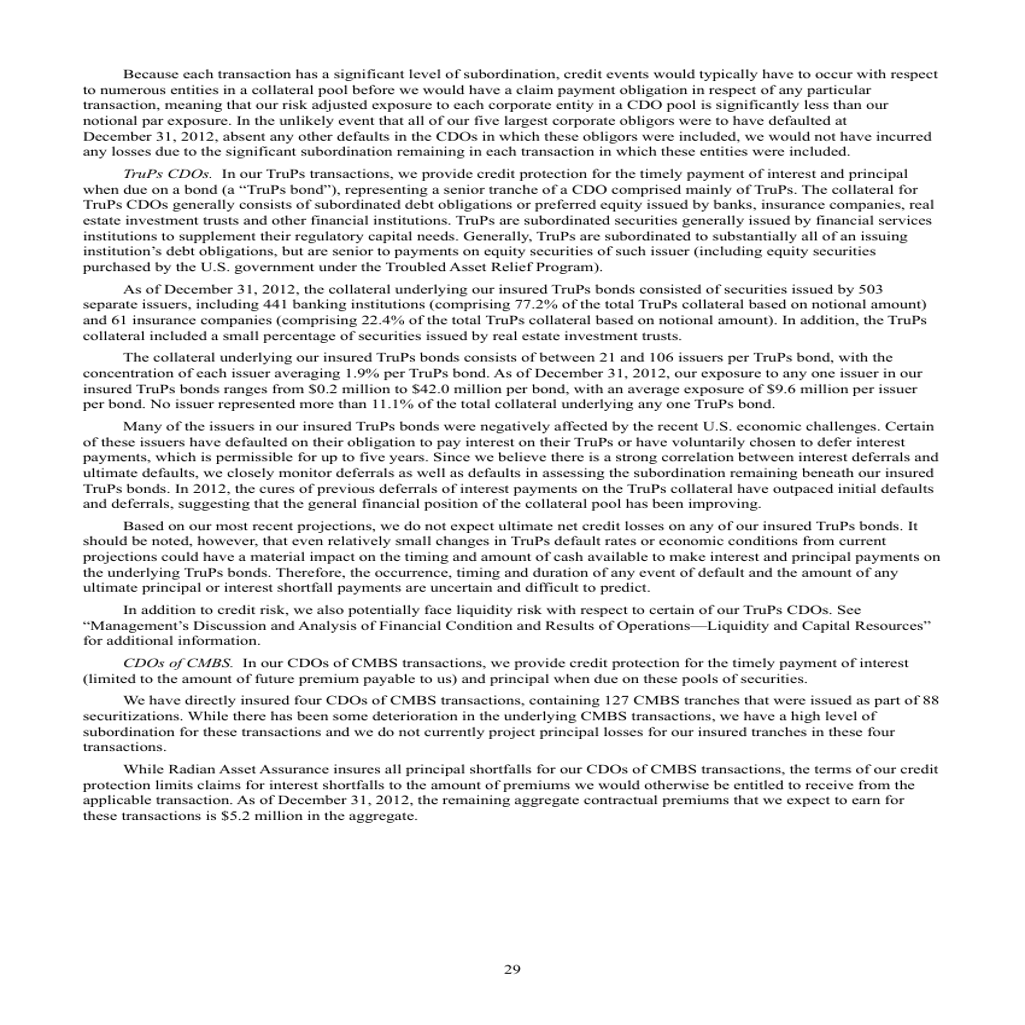 Because each transaction has a significant level of subordination, credit events would typically have to occur with respect
to numerous entities in a collateral pool before we would have a claim payment obligation in respect of any particular
transaction, meaning that our risk adjusted exposure to each corporate entity in a CDO pool is significantly less than our
notional par exposure. In the unlikely event that all of our five largest corporate obligors were to have defaulted at
December 31, 2012, absent any other defaults in the CDOs in which these obligors were included, we would not have incurred
any losses due to the significant subordination remaining in each transaction in which these entities were included.
TruPs CDOs. In our TruPs transactions, we provide credit protection for the timely payment of interest and principal
when due on a bond (a “TruPs bond”), representing a senior tranche of a CDO comprised mainly of TruPs. The collateral for
TruPs CDOs generally consists of subordinated debt obligations or preferred equity issued by banks, insurance companies, real
estate investment trusts and other financial institutions. TruPs are subordinated securities generally issued by financial services
institutions to supplement their regulatory capital needs. Generally, TruPs are subordinated to substantially all of an issuing
institution’s debt obligations, but are senior to payments on equity securities of such issuer (including equity securities
purchased by the U.S. government under the Troubled Asset Relief Program).
As of December 31, 2012, the collateral underlying our insured TruPs bonds consisted of securities issued by 503
separate issuers, including 441 banking institutions (comprising 77.2% of the total TruPs collateral based on notional amount)
and 61 insurance companies (comprising 22.4% of the total TruPs collateral based on notional amount). In addition, the TruPs
collateral included a small percentage of securities issued by real estate investment trusts.
The collateral underlying our insured TruPs bonds consists of between 21 and 106 issuers per TruPs bond, with the
concentration of each issuer averaging 1.9% per TruPs bond. As of December 31, 2012, our exposure to any one issuer in our
insured TruPs bonds ranges from $0.2 million to $42.0 million per bond, with an average exposure of $9.6 million per issuer
per bond. No issuer represented more than 11.1% of the total collateral underlying any one TruPs bond.
Many of the issuers in our insured TruPs bonds were negatively affected by the recent U.S. economic challenges. Certain
of these issuers have defaulted on their obligation to pay interest on their TruPs or have voluntarily chosen to defer interest
payments, which is permissible for up to five years. Since we believe there is a strong correlation between interest deferrals and
ultimate defaults, we closely monitor deferrals as well as defaults in assessing the subordination remaining beneath our insured
TruPs bonds. In 2012, the cures of previous deferrals of interest payments on the TruPs collateral have outpaced initial defaults
and deferrals, suggesting that the general financial position of the collateral pool has been improving.
Based on our most recent projections, we do not expect ultimate net credit losses on any of our insured TruPs bonds. It
should be noted, however, that even relatively small changes in TruPs default rates or economic conditions from current
projections could have a material impact on the timing and amount of cash available to make interest and principal payments on
the underlying TruPs bonds. Therefore, the occurrence, timing and duration of any event of default and the amount of any
ultimate principal or interest shortfall payments are uncertain and difficult to predict.
In addition to credit risk, we also potentially face liquidity risk with respect to certain of our TruPs CDOs. See
“Management’s Discussion and Analysis of Financial Condition and Results of Operations—Liquidity and Capital Resources”
for additional information.
CDOs of CMBS. In our CDOs of CMBS transactions, we provide credit protection for the timely payment of interest
(limited to the amount of future premium payable to us) and principal when due on these pools of securities.
We have directly insured four CDOs of CMBS transactions, containing 127 CMBS tranches that were issued as part of 88
securitizations. While there has been some deterioration in the underlying CMBS transactions, we have a high level of
subordination for these transactions and we do not currently project principal losses for our insured tranches in these four
transactions.
While Radian Asset Assurance insures all principal shortfalls for our CDOs of CMBS transactions, the terms of our credit
protection limits claims for interest shortfalls to the amount of premiums we would otherwise be entitled to receive from the
applicable transaction. As of December 31, 2012, the remaining aggregate contractual premiums that we expect to earn for
these transactions is $5.2 million in the aggregate.
29